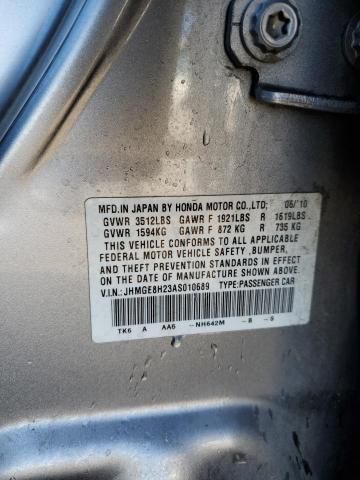 MFD.IN JAPAN BY HONDA MOTOR CO.,LTD. 06/10
GVWR 3512LBS GAWR F 1921LBS R 1619LBS
GVWR 1594KG GAWR F 872 KG R 735 KG
THIS VEHICLE CONFORMS TO ALL APPLICABLE
FEDERAL MOTOR VEHICLE SAFETY ,BUMPER,
AND THEFT PREVENTION STANDARDS IN EFFECT
ON THE DATE OF MANUFACTURE SHOWN ABOVE.
V.I.N.: JHMGE8H23AS010689 TYPE:PASSENGER CAR
TK6 A AA6 -NH642M - B - 5